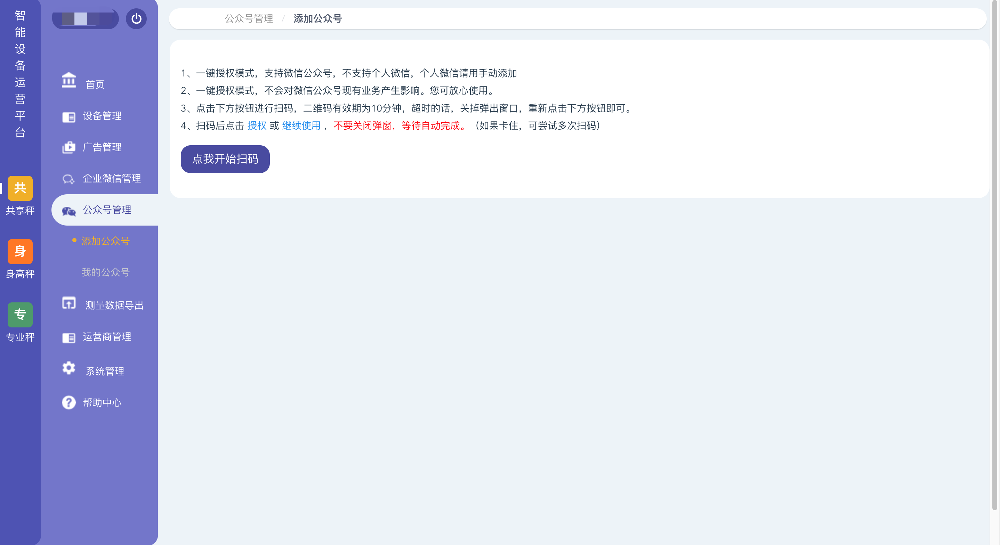 智
能
设
备
运
营
平
台
共
共享秤
身
身高秤
专
专业秤
首页
设备管理
广告管理
企业微信管理
公众号管理
添加公众号
我的公众号
测量数据导出
运营商管理
系统管理
帮助中心
公众号管理 / 添加公众号
1、一键授权模式，支持微信公众号，不支持个人微信，个人微信请用手动添加
2、一键授权模式，不会对微信公众号现有业务产生影响。您可放心使用。
3、点击下方按钮进行扫码，二维码有效期为10分钟，超时的话，关掉弹出窗口，重新点击下方按钮即可。
4、扫码后点击 授权 或 继续使用 ，不要关闭弹窗，等待自动完成。（如果卡住，可尝试多次扫码）
点我开始扫码